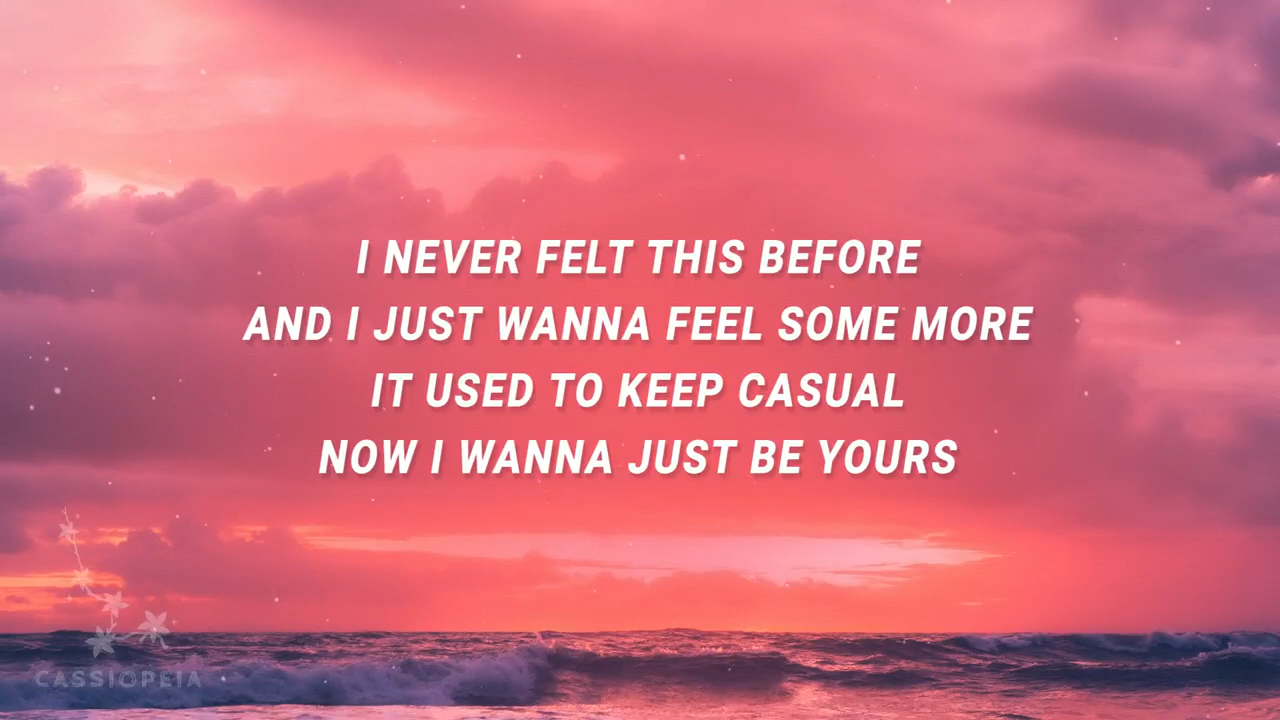 I NEVER FELT THIS BEFORE
AND I JUST WANNA FEEL SOME MORE
IT USED TO KEEP CASUAL
NOW I WANNA JUST BE YOURS
CASSIOPEIA